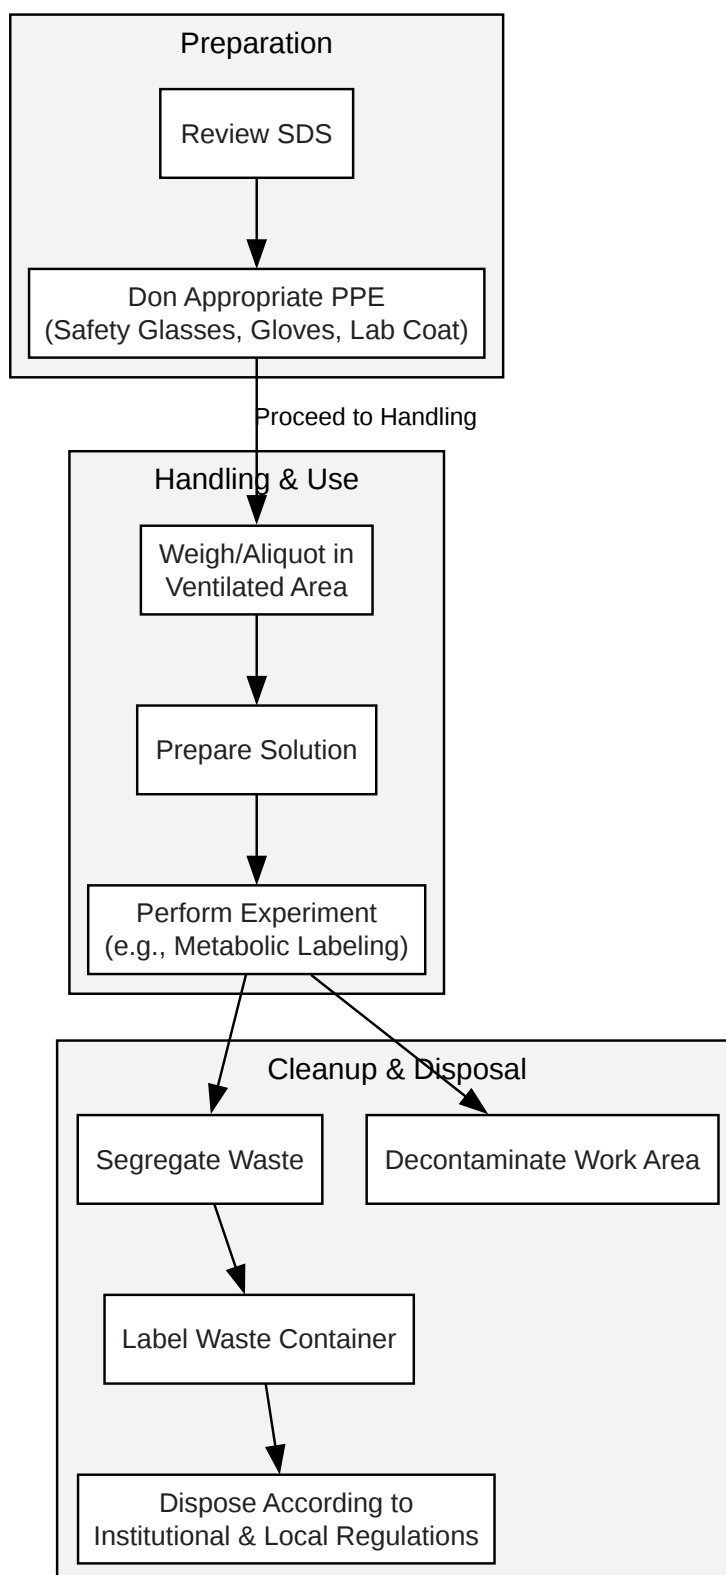 Preparation
Review SDS
Don Appropriate PPE
(Safety Glasses, Gloves, Lab Coat)
Proceed to Handling
Handling & Use
Weigh/Aliquot in
Ventilated Area
Prepare Solution
Perform Experiment
(e.g., Metabolic Labeling)
Cleanup & Disposal
Segregate Waste
Decontaminate Work Area
Label Waste Container
Dispose According to
Institutional & Local Regulations